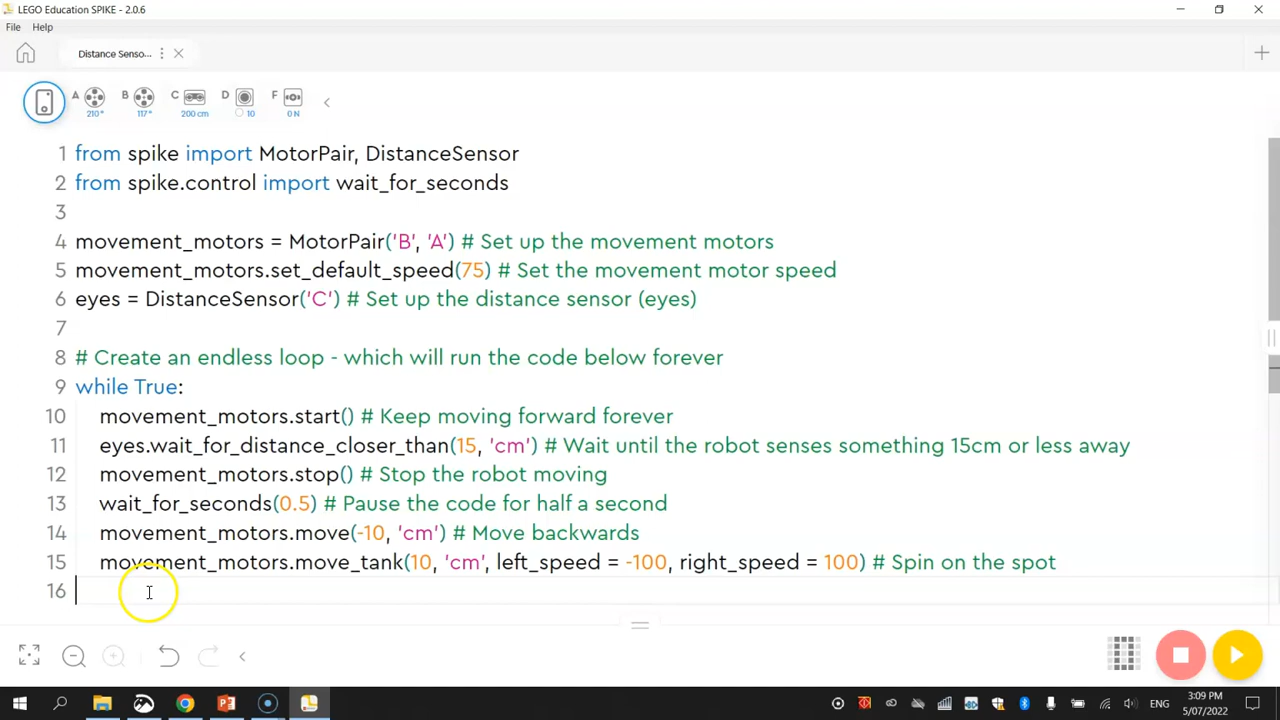 LEGO Education SPIKE - 2.0.6
File Help
Distance Senso...
A B C D F
210° 117° 200 cm 10 0 N
1 from spike import MotorPair, DistanceSensor
2 from spike.control import wait_for_seconds
3
4 movement_motors = MotorPair('B', 'A') # Set up the movement motors
5 movement_motors.set_default_speed(75) # Set the movement motor speed
6 eyes = DistanceSensor('C') # Set up the distance sensor (eyes)
7
8 # Create an endless loop - which will run the code below forever
9 while True:
10 movement_motors.start() # Keep moving forward forever
11 eyes.wait_for_distance_closer_than(15, 'cm') # Wait until the robot senses something 15cm or less away
12 movement_motors.stop() # Stop the robot moving
13 wait_for_seconds(0.5) # Pause the code for half a second
14 movement_motors.move(-10, 'cm') # Move backwards
15 movement_motors.move_tank(10, 'cm', left_speed = -100, right_speed = 100) # Spin on the spot
16
ENG
3:09 PM
5/07/2022